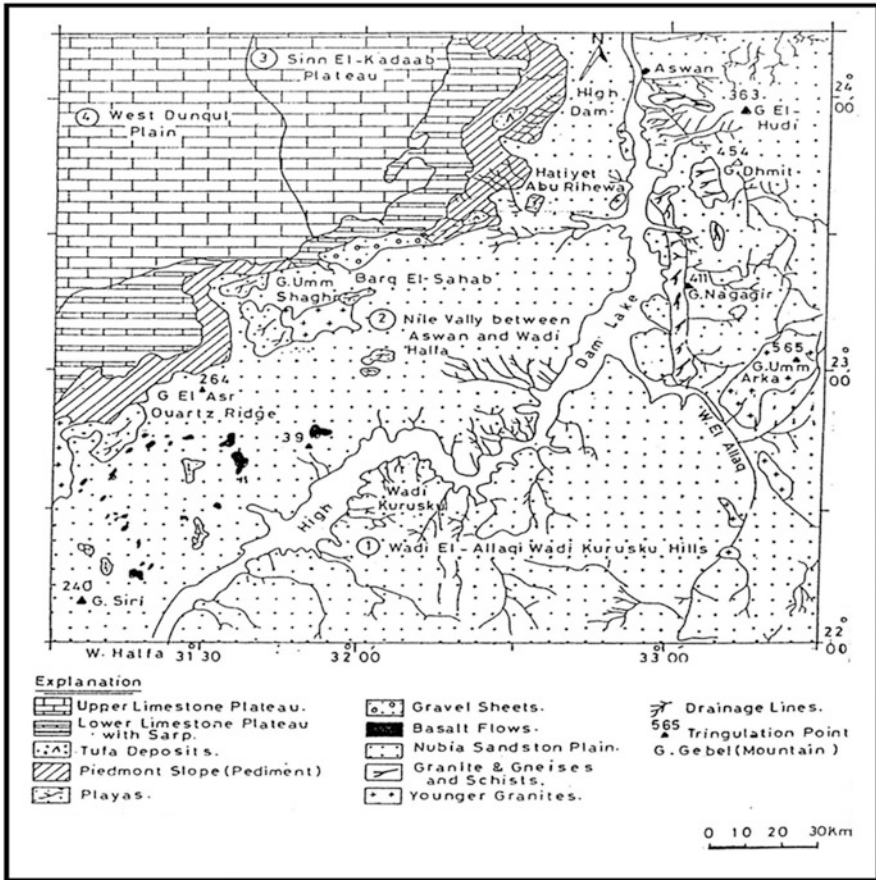 N
3 Sinn El-Kadaab
Plateau
4 West Dunqul
Plain
Aswan
High
Dam
363
G El
Hudi
24°
00
454
G.Dhmit
Hatiyet
Abu Rihewa
G.Umm
Shaghir
Barq El-Sahab
411
G.Nagagir
2 Nile Vally between
Aswan and Wadi
Halfa
Dam Lake
565
G.Umm
Arka
23
00
264
G El Asr
Quartz Ridge
W.El Allaq
39
High
Wadi
Kurusku
1 Wadi El-Allaqi Wadi Kurusku Hills
240
G.Siri
22°
00
W. Halfa
31°30
32°00
33°00
Explanation
Upper Limestone Plateau.
Lower Limestone Plateau
with Sarp.
Tufa Deposits.
Piedmont Slope (Pediment)
Playas.
Gravel Sheets.
Basalt Flows.
Nubia Sandston Plain.
Granite & Gneises
and Schists.
Younger Granites.
Drainage Lines.
565
Tringulation Point
G. Gebel (Mountain)
0 10 20 30Km